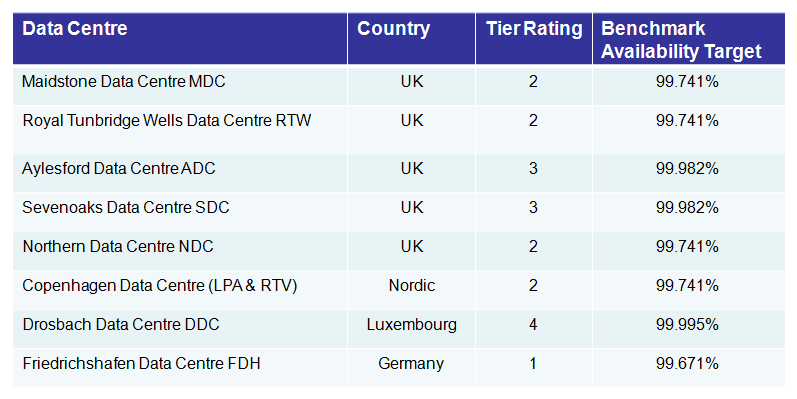 Data Centre Country Tier Rating Benchmark
Availability Target
Maidstone Data Centre MDC UK 2 99.741%
Royal Tunbridge Wells Data Centre RTW UK 2 99.741%
Aylesford Data Centre ADC UK 3 99.982%
Sevenoaks Data Centre SDC UK 3 99.982%
Northern Data Centre NDC UK 2 99.741%
Copenhagen Data Centre (LPA & RTV) Nordic 2 99.741%
Drosbach Data Centre DDC Luxembourg 4 99.995%
Friedrichshafen Data Centre FDH Germany 1 99.671%